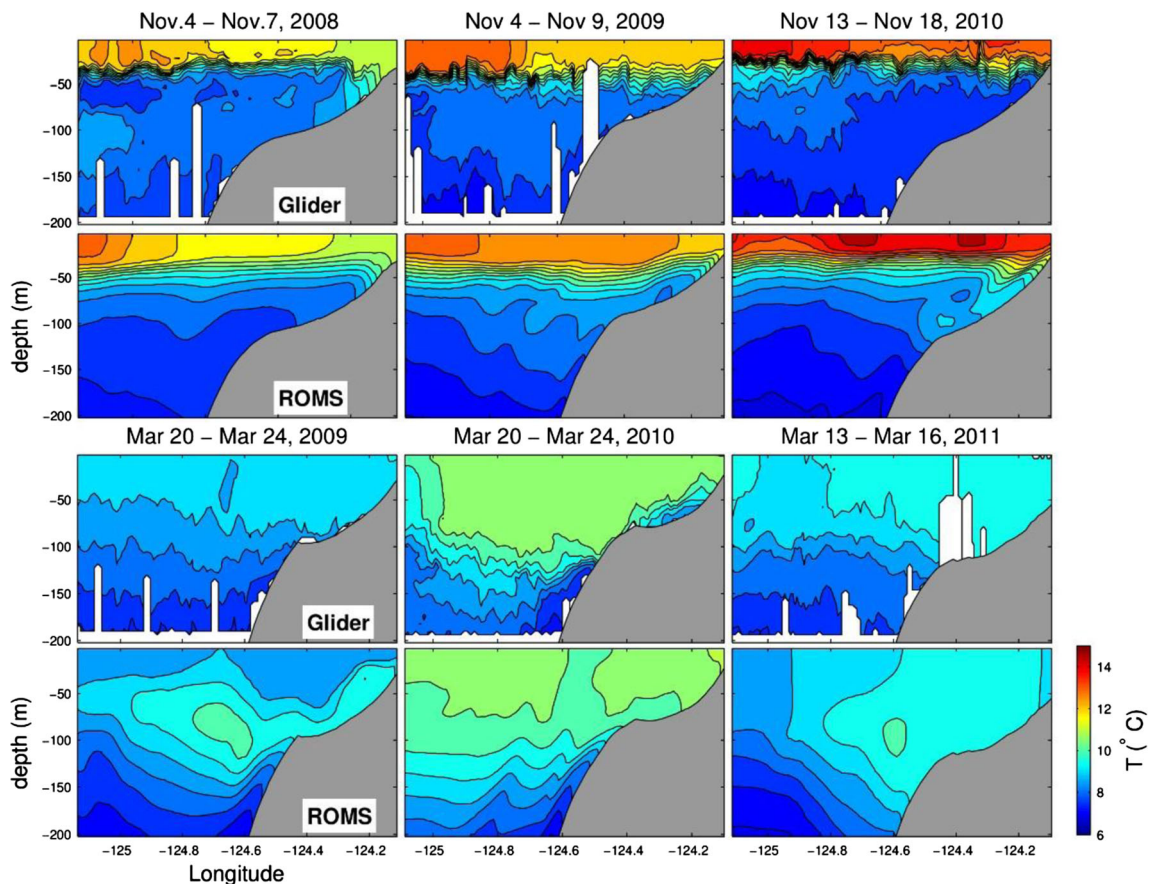 Nov.4 – Nov.7, 2008
Nov 4 – Nov 9, 2009
Nov 13 – Nov 18, 2010
−50
−100
−150
−200
Glider
−50
−100
−150
−200
depth (m)
ROMS
Mar 20 – Mar 24, 2009
Mar 20 – Mar 24, 2010
Mar 13 – Mar 16, 2011
−50
−100
−150
−200
Glider
−50
−100
−150
−200
depth (m)
ROMS
−125 −124.8 −124.6 −124.4 −124.2
−125 −124.8 −124.6 −124.4 −124.2
−125 −124.8 −124.6 −124.4 −124.2
Longitude
14
12
10
8
6
T (° C)